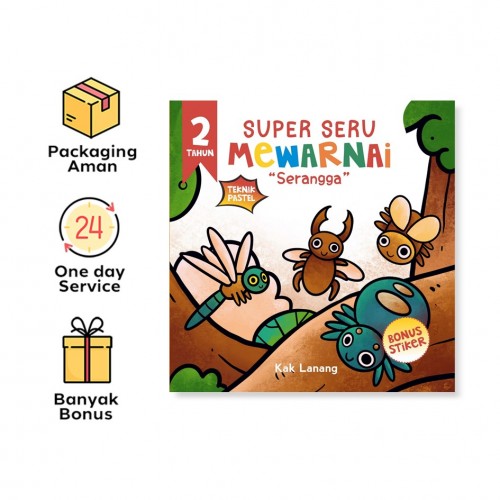 Packaging
Aman
24
One day
Service
Banyak
Bonus
2
TAHUN
SUPER SERU
MEWARNAi
"Serangga"
TEKNIK
PASTEL
BONUS
STIKER
Kak Lanang